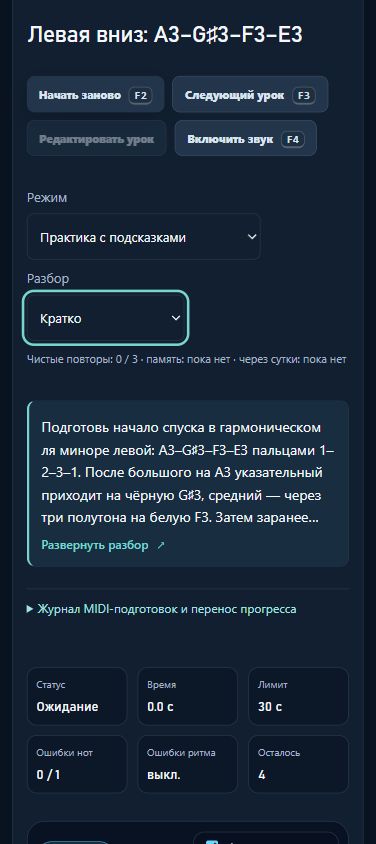 Левая вниз: A3–G♯3–F3–E3
Начать заново F2
Следующий урок F3
Редактировать урок
Включить звук F4
Режим
Практика с подсказками
Разбор
Кратко
Чистые повторы: 0 / 3 · память: пока нет · через сутки: пока нет
Подготовь начало спуска в гармоническом
ля миноре левой: A3–G♯3–F3–E3 пальцами 1–
2–3–1. После большого на A3 указательный
приходит на чёрную G♯3, средний — через
три полутона на белую F3. Затем заранее...
Развернуть разбор ↗
▶ Журнал MIDI-подготовок и перенос прогресса
Статус
Ожидание
Время
0.0 с
Лимит
30 с
Ошибки нот
0 / 1
Ошибки ритма
выкл.
Осталось
4